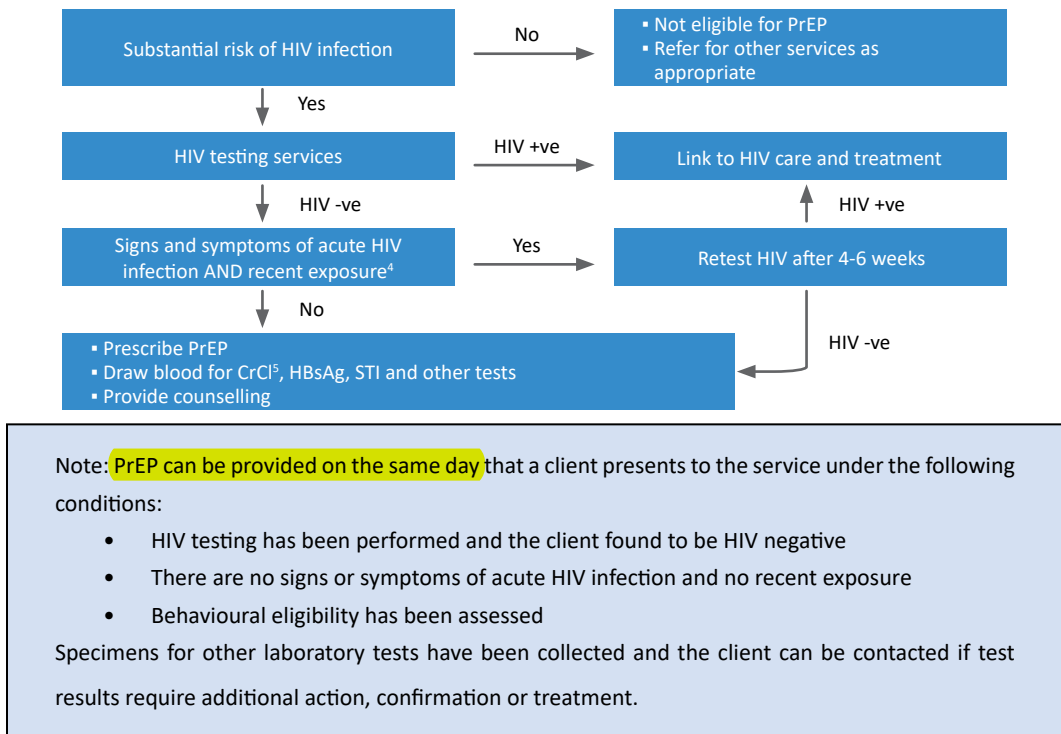 Substantial risk of HIV infection
No
▪ Not eligible for PrEP
▪ Refer for other services as
appropriate
Yes
HIV testing services
HIV +ve
Link to HIV care and treatment
HIV -ve
HIV +ve
Signs and symptoms of acute HIV
infection AND recent exposure⁴
Yes
Retest HIV after 4-6 weeks
No
HIV -ve
▪ Prescribe PrEP
▪ Draw blood for CrCl⁵, HBsAg, STI and other tests
▪ Provide counselling
Note: PrEP can be provided on the same day that a client presents to the service under the following
conditions:
• HIV testing has been performed and the client found to be HIV negative
• There are no signs or symptoms of acute HIV infection and no recent exposure
• Behavioural eligibility has been assessed
Specimens for other laboratory tests have been collected and the client can be contacted if test
results require additional action, confirmation or treatment.